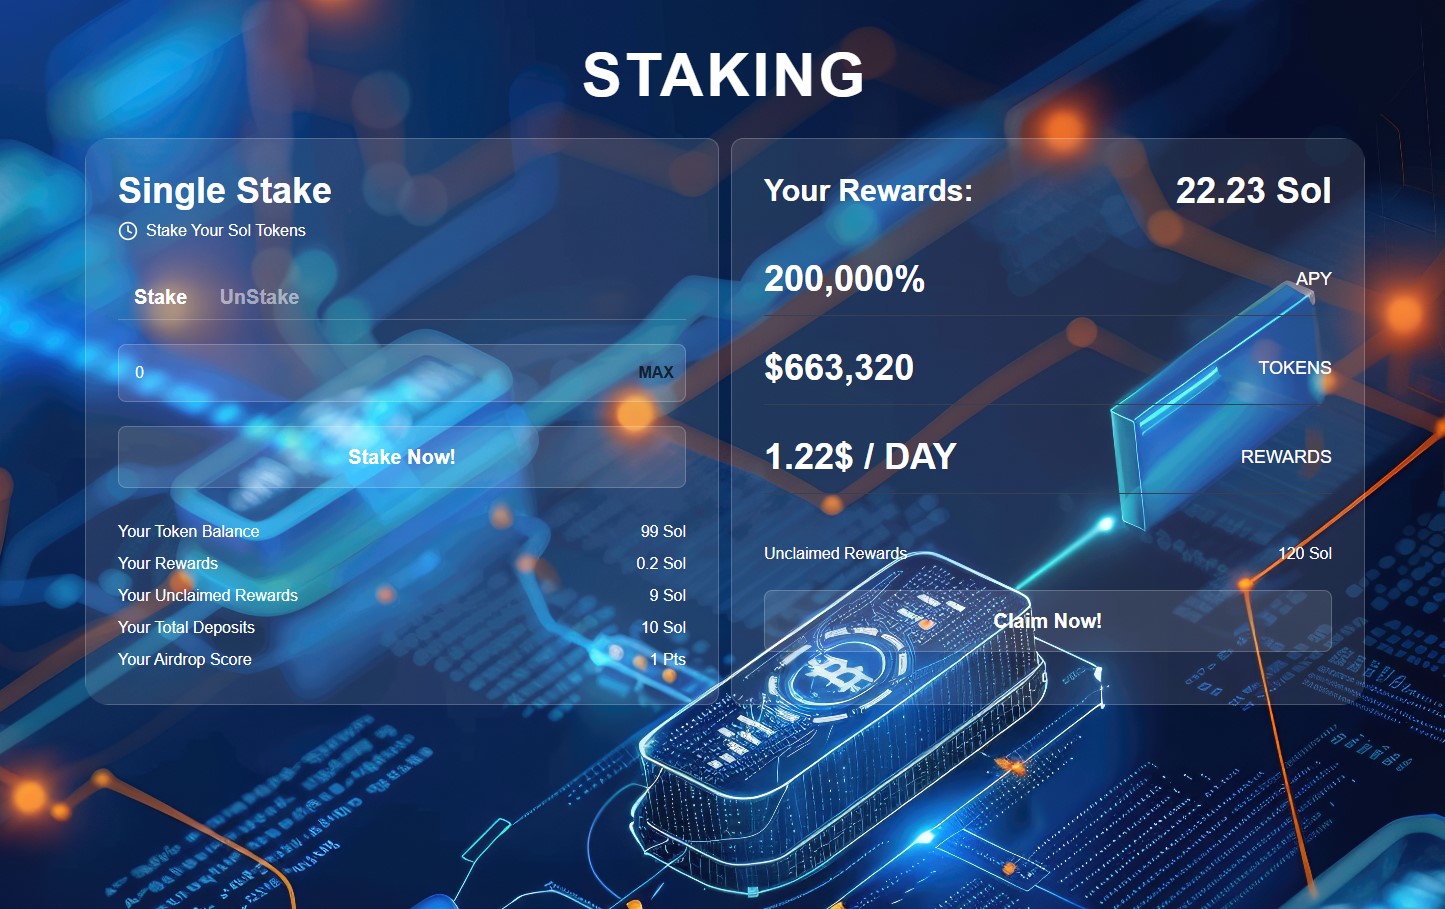 STAKING
Single Stake
Stake Your Sol Tokens
Stake UnStake
0 MAX
Stake Now!
Your Token Balance 99 Sol
Your Rewards 0.2 Sol
Your Unclaimed Rewards 9 Sol
Your Total Deposits 10 Sol
Your Airdrop Score 1 Pts
Your Rewards: 22.23 Sol
200,000% APY
$663,320 TOKENS
1.22$ / DAY REWARDS
Unclaimed Rewards 120 Sol
Claim Now!